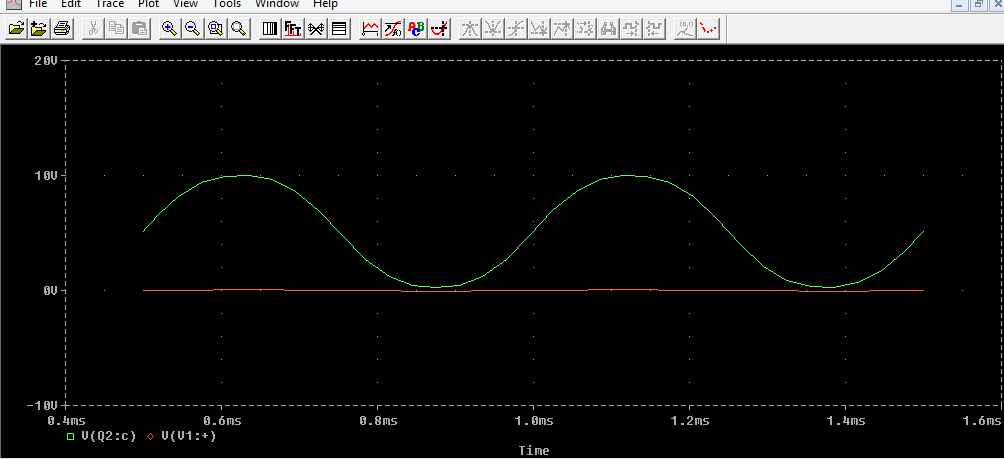 File Edit Trace Plot View Tools Window Help
20V
10V
0V
-10V
0.4ms 0.6ms 0.8ms 1.0ms 1.2ms 1.4ms 1.6ms
V(Q2:c) V(V1:+)
Time